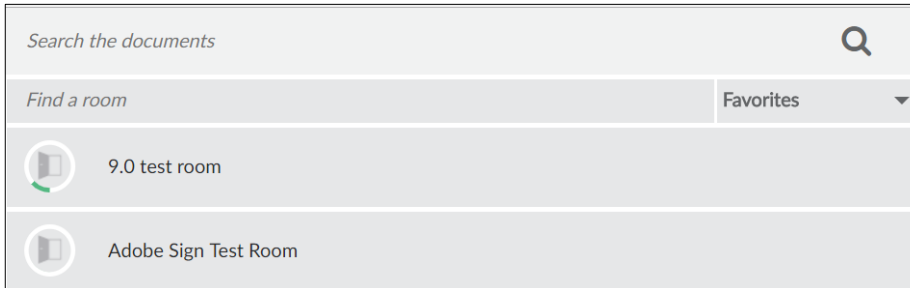 Search the documents
Find a room Favorites
9.0 test room
Adobe Sign Test Room